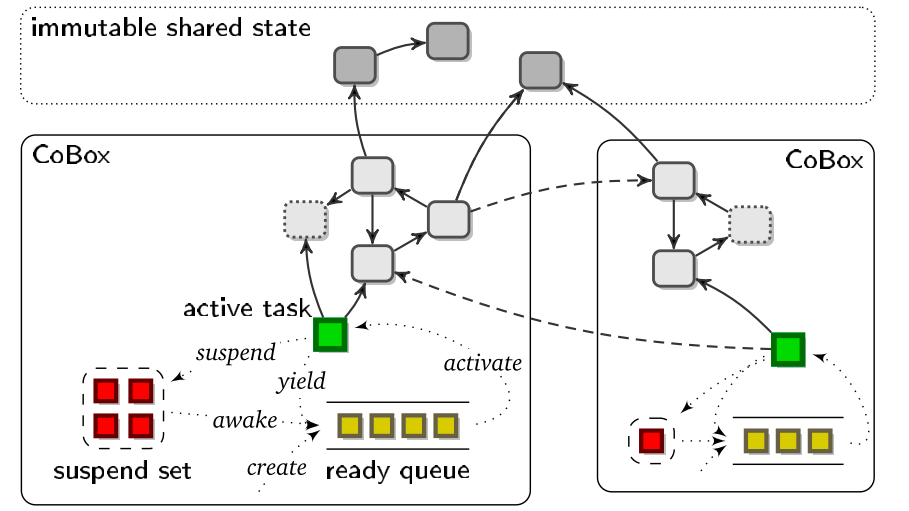 immutable shared state
CoBox
CoBox
active task
suspend
yield
activate
awake
create
suspend set
ready queue